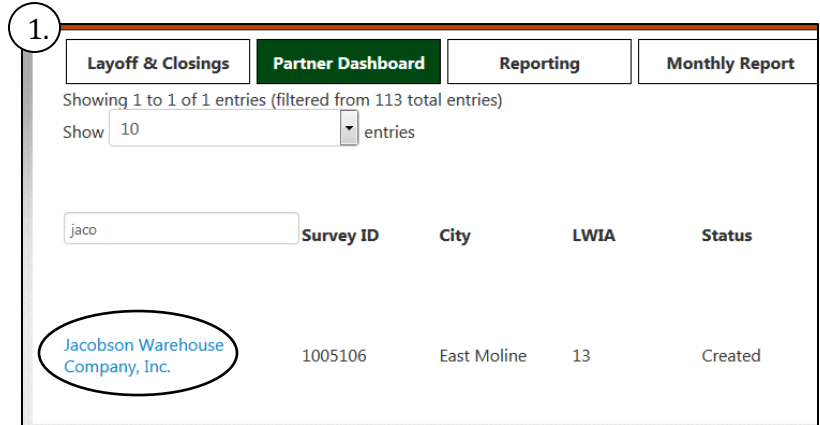 1.
Layoff & Closings Partner Dashboard Reporting Monthly Report
Showing 1 to 1 of 1 entries (filtered from 113 total entries)
Show 10 entries
jaco Survey ID City LWIA Status
Jacobson Warehouse
Company, Inc. 1005106 East Moline 13 Created